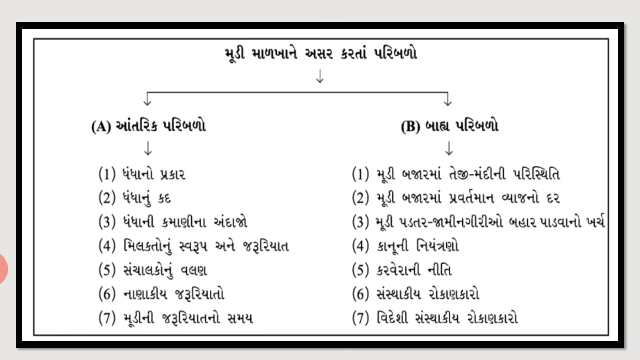 મૂડી માળખાને અસર કરતાં પરિબળો
(A) આંતરિક પરિબળો
(1) ધંધાનો પ્રકાર
(2) ધંધાનું કદ
(3) ધંધાની કમાણીના અંદાજો
(4) મિલકતોનું સ્વરૂપ અને જરૂરિયાત
(5) સંચાલકોનું વલણ
(6) નાણાકીય જરૂરિયાતો
(7) મૂડીની જરૂરિયાતનો સમય
(B) બાહ્ય પરિબળો
(1) મૂડી બજારમાં તેજી-મંદીની પરિસ્થિતિ
(2) મૂડી બજારમાં પ્રવર્તમાન વ્યાજનો દર
(3) મૂડી પડતર-જામીનગીરીઓ બહાર પાડવાનો ખર્ચ
(4) કાનૂની નિયંત્રણો
(5) કરવેરાની નીતિ
(6) સંસ્થાકીય રોકાણકારો
(7) વિદેશી સંસ્થાકીય રોકાણકારો